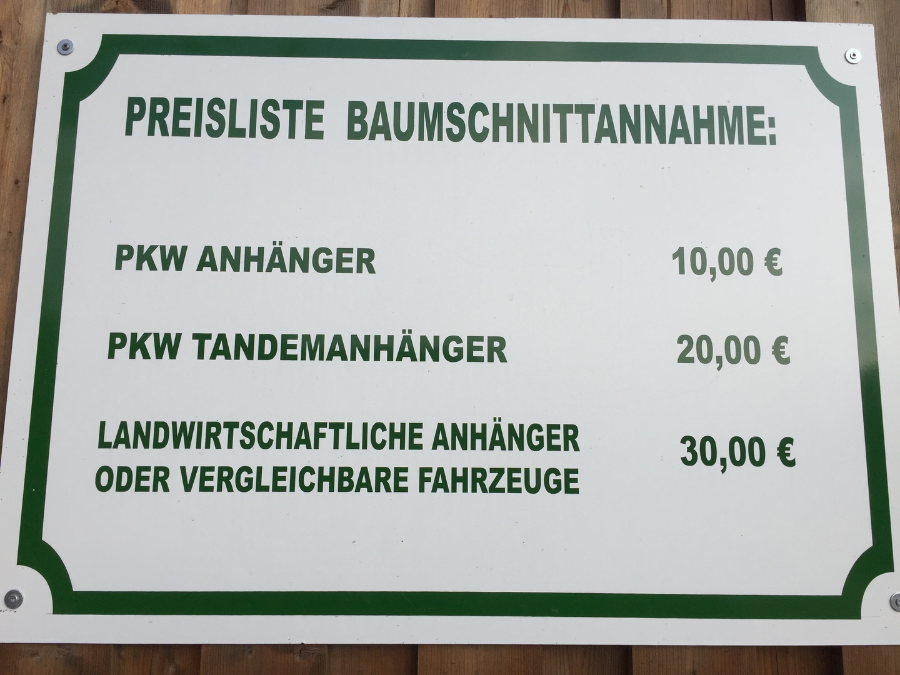 PREISLISTE BAUMSCHNITTANNAHME:
PKW ANHÄNGER 10,00 €
PKW TANDEMANHÄNGER 20,00 €
LANDWIRTSCHAFTLICHE ANHÄNGER
ODER VERGLEICHBARE FAHRZEUGE 30,00 €